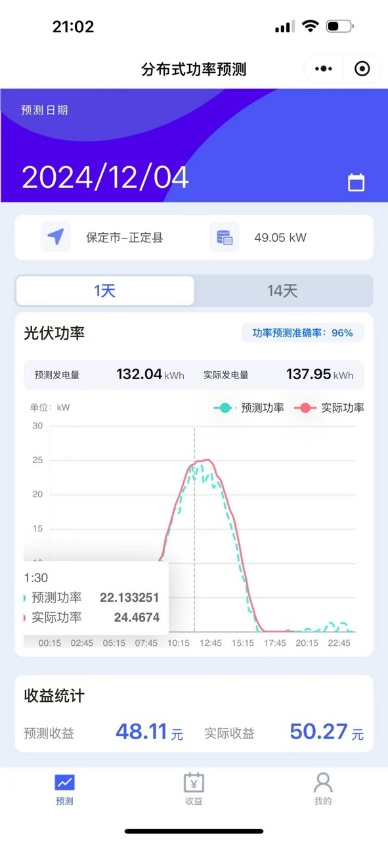 21:02
分布式功率预测
预测日期
2024/12/04
保定市-正定县 49.05 kW
1天 14天
光伏功率 功率预测准确率：96%
预测发电量 132.04 kWh 实际发电量 137.95 kWh
单位：kW 预测功率 实际功率
30
25
20
15
10
1:30
预测功率 22.133251
实际功率 24.4674
00:15 02:45 05:15 07:45 10:15 12:45 15:15 17:45 20:15 22:45
收益统计
预测收益 48.11 元 实际收益 50.27 元
预测 收益 我的